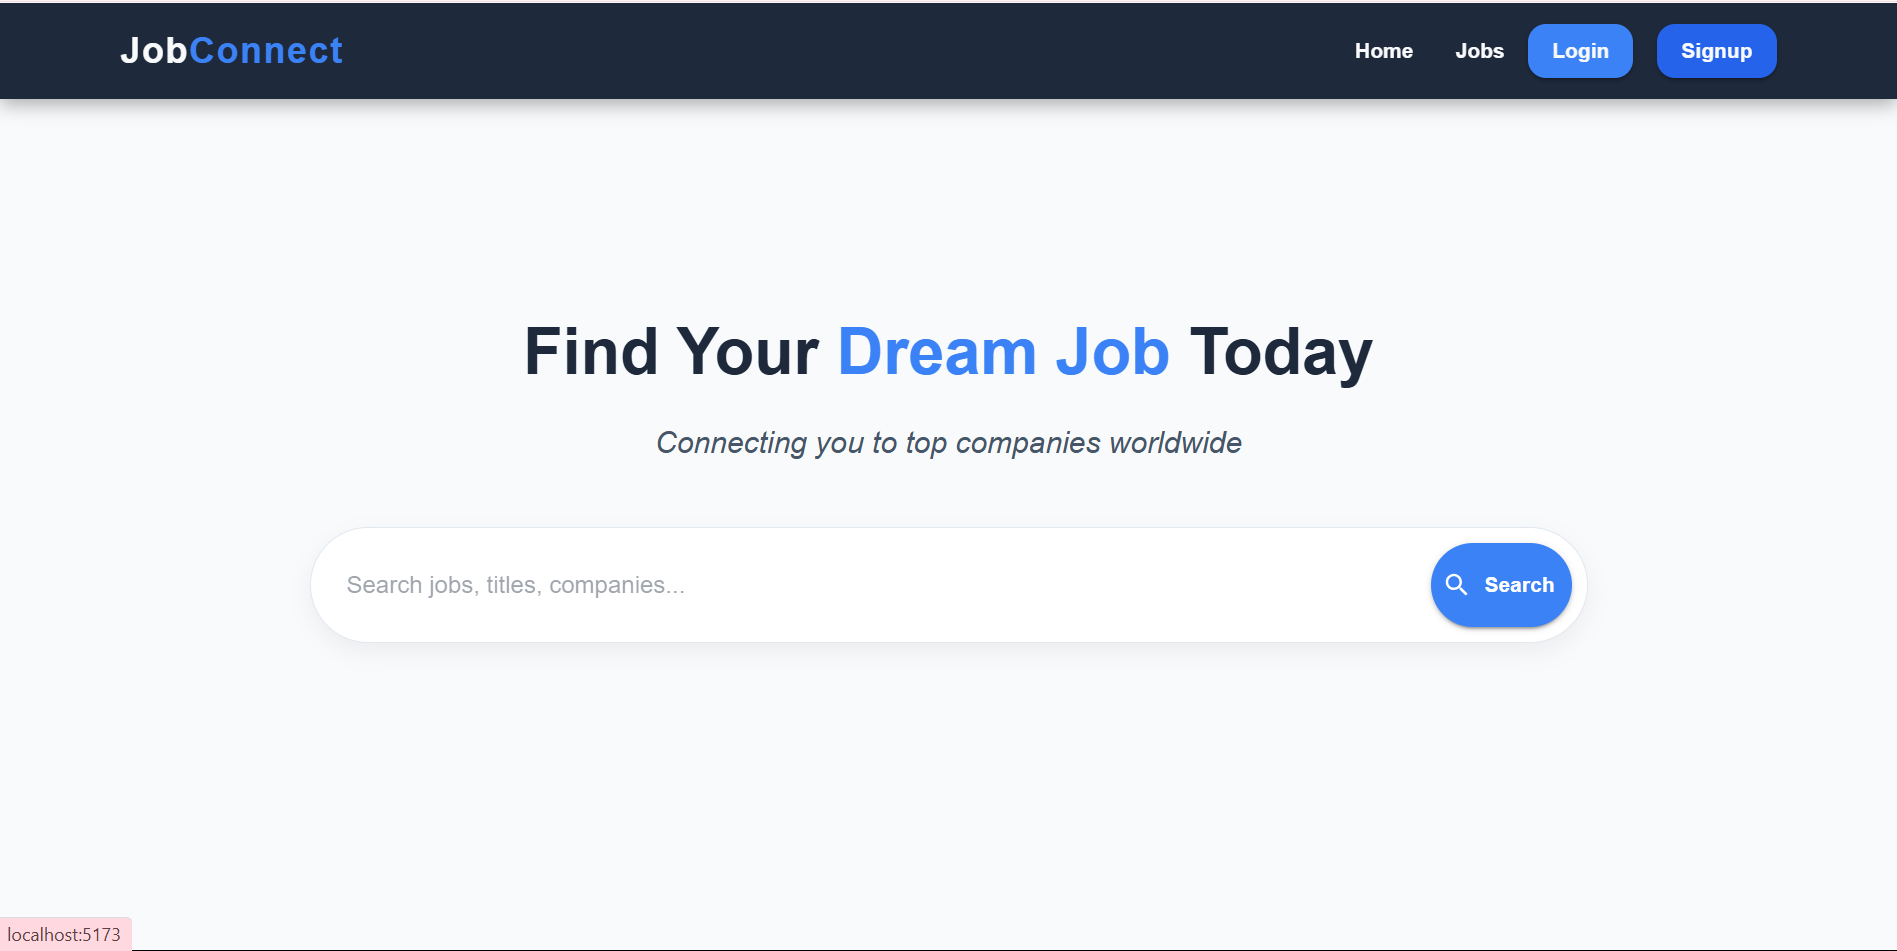 JobConnect Home Jobs Login Signup
Find Your Dream Job Today
Connecting you to top companies worldwide
Search jobs, titles, companies... Search
localhost:5173